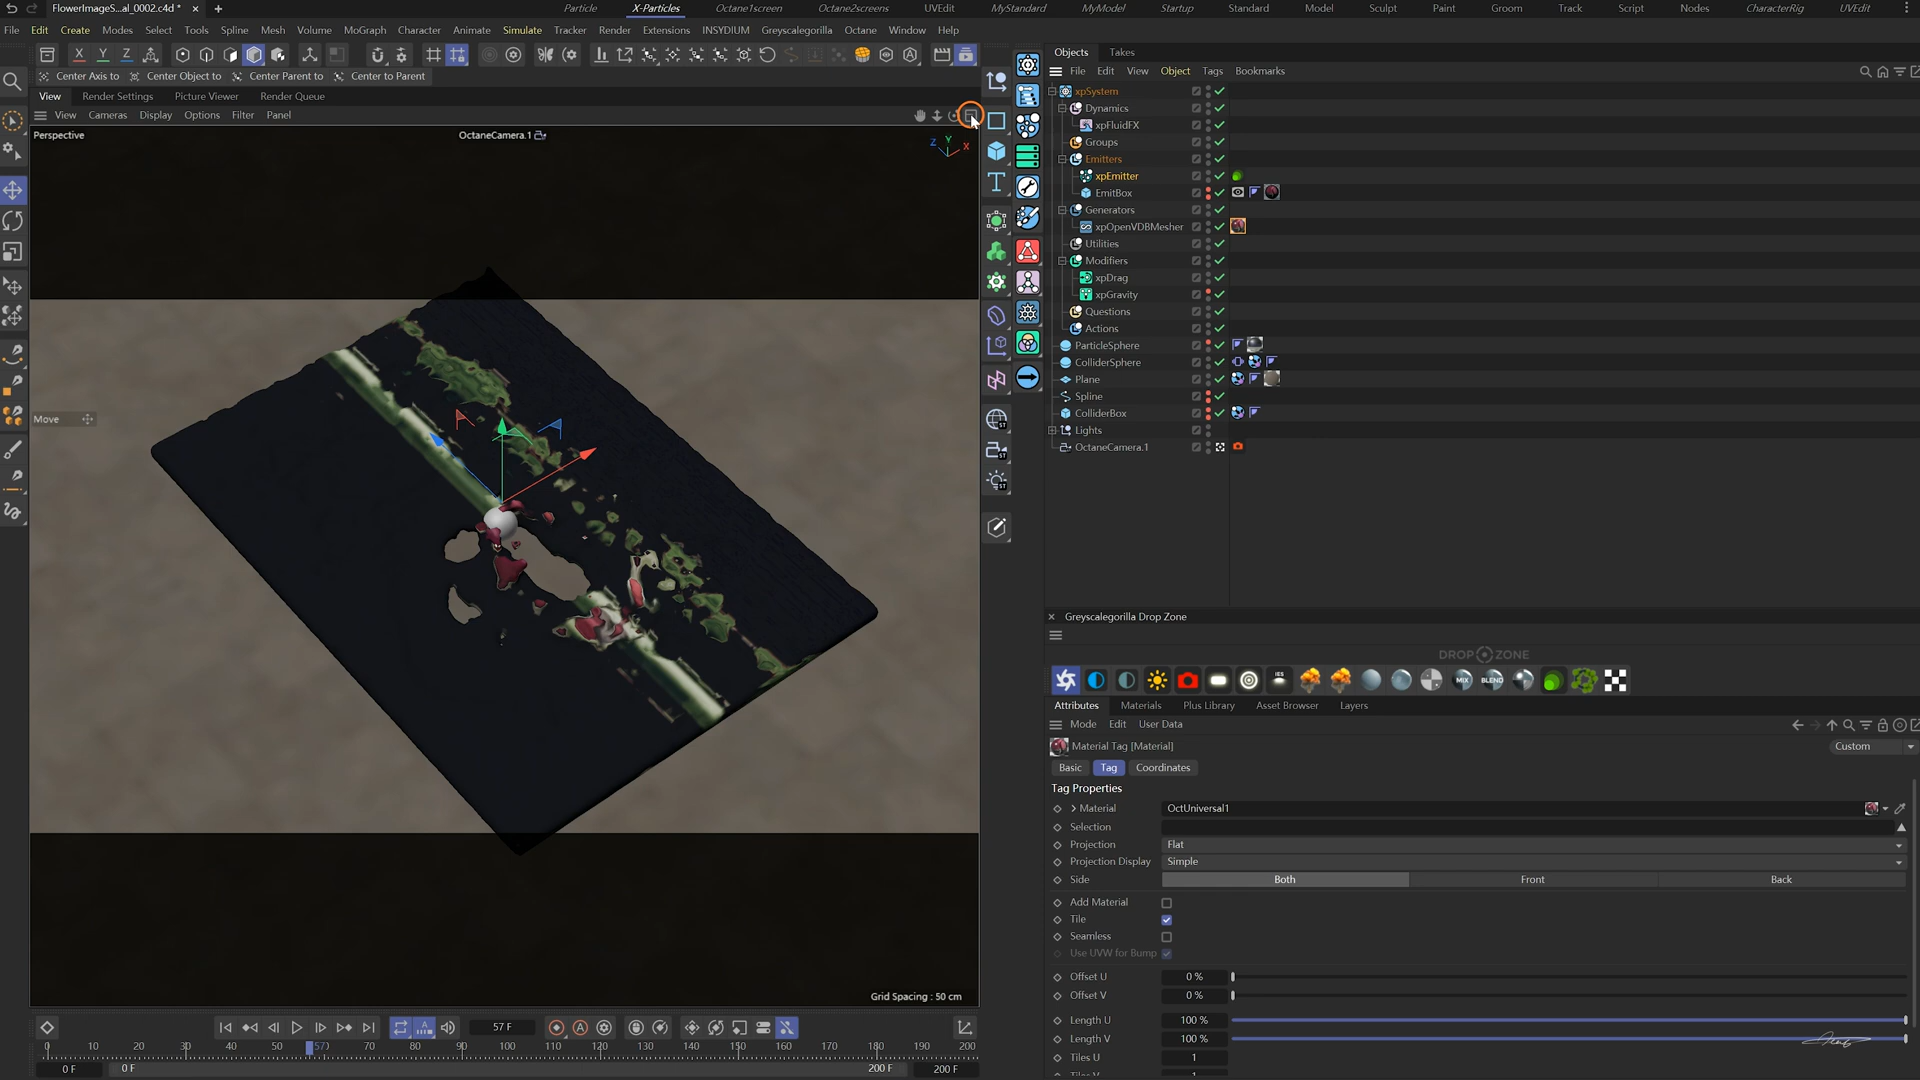 FlowerImageS...al_0002.c4d *
Particle
X-Particles
Octane1screen
Octane2screens
UVEdit
MyStandard
MyModel
Startup
Standard
Model
Sculpt
Paint
Groom
Track
Script
Nodes
CharacterRig
UVEdit
File
Edit
Create
Modes
Select
Tools
Spline
Mesh
Volume
MoGraph
Character
Animate
Simulate
Tracker
Render
Extensions
INSYDIUM
Greyscalegorilla
Octane
Window
Help
X
Y
Z
Center Axis to
Center Object to
Center Parent to
Center to Parent
View
Render Settings
Picture Viewer
Render Queue
View
Cameras
Display
Options
Filter
Panel
Perspective
OctaneCamera.1
Y
Z
X
Move
Grid Spacing : 50 cm
57 F
0
10
20
30
40
50
57
70
80
90
100
110
120
130
140
150
160
170
180
190
200
0 F
0 F
200 F
200 F
Objects
Takes
File
Edit
View
Object
Tags
Bookmarks
xpSystem
Dynamics
xpFluidFX
Groups
Emitters
xpEmitter
EmitBox
Generators
xpOpenVDBMesher
Utilities
Modifiers
xpDrag
xpGravity
Questions
Actions
ParticleSphere
ColliderSphere
Plane
Spline
ColliderBox
Lights
OctaneCamera.1
Greyscalegorilla Drop Zone
DROP ZONE
IES
MIX
BLEND
Attributes
Materials
Plus Library
Asset Browser
Layers
Mode
Edit
User Data
Material Tag [Material]
Custom
Basic
Tag
Coordinates
Tag Properties
Material
OctUniversal1
Selection
Projection
Flat
Projection Display
Simple
Side
Both
Front
Back
Add Material
Tile
Seamless
Use UVW for Bump
Offset U
0 %
Offset V
0 %
Length U
100 %
Length V
100 %
Tiles U
1